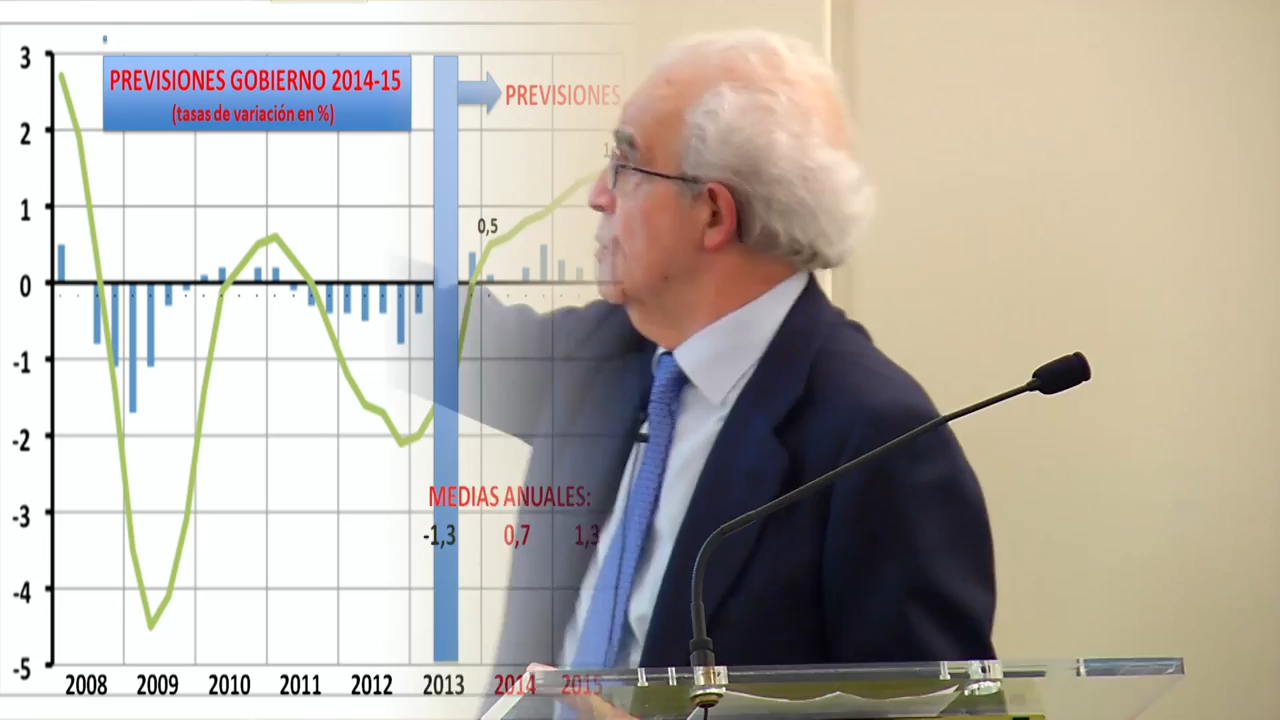 PREVISIONES GOBIERNO 2014-15
(tasas de variación en %)
PREVISIONES
3
2
1
0
-1
-2
-3
-4
-5
0,5
MEDIAS ANUALES:
-1,3 0,7 1,3
2008 2009 2010 2011 2012 2013 2014 2015